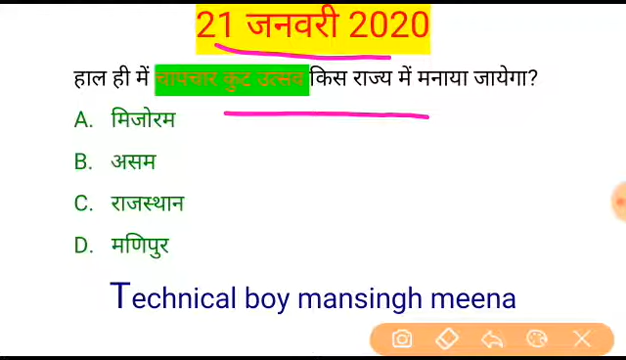 21 जनवरी 2020
हाल ही में चापचार कुट उत्सव किस राज्य में मनाया जायेगा?
A. मिजोरम
B. असम
C. राजस्थान
D. मणिपुर
Technical boy mansingh meena